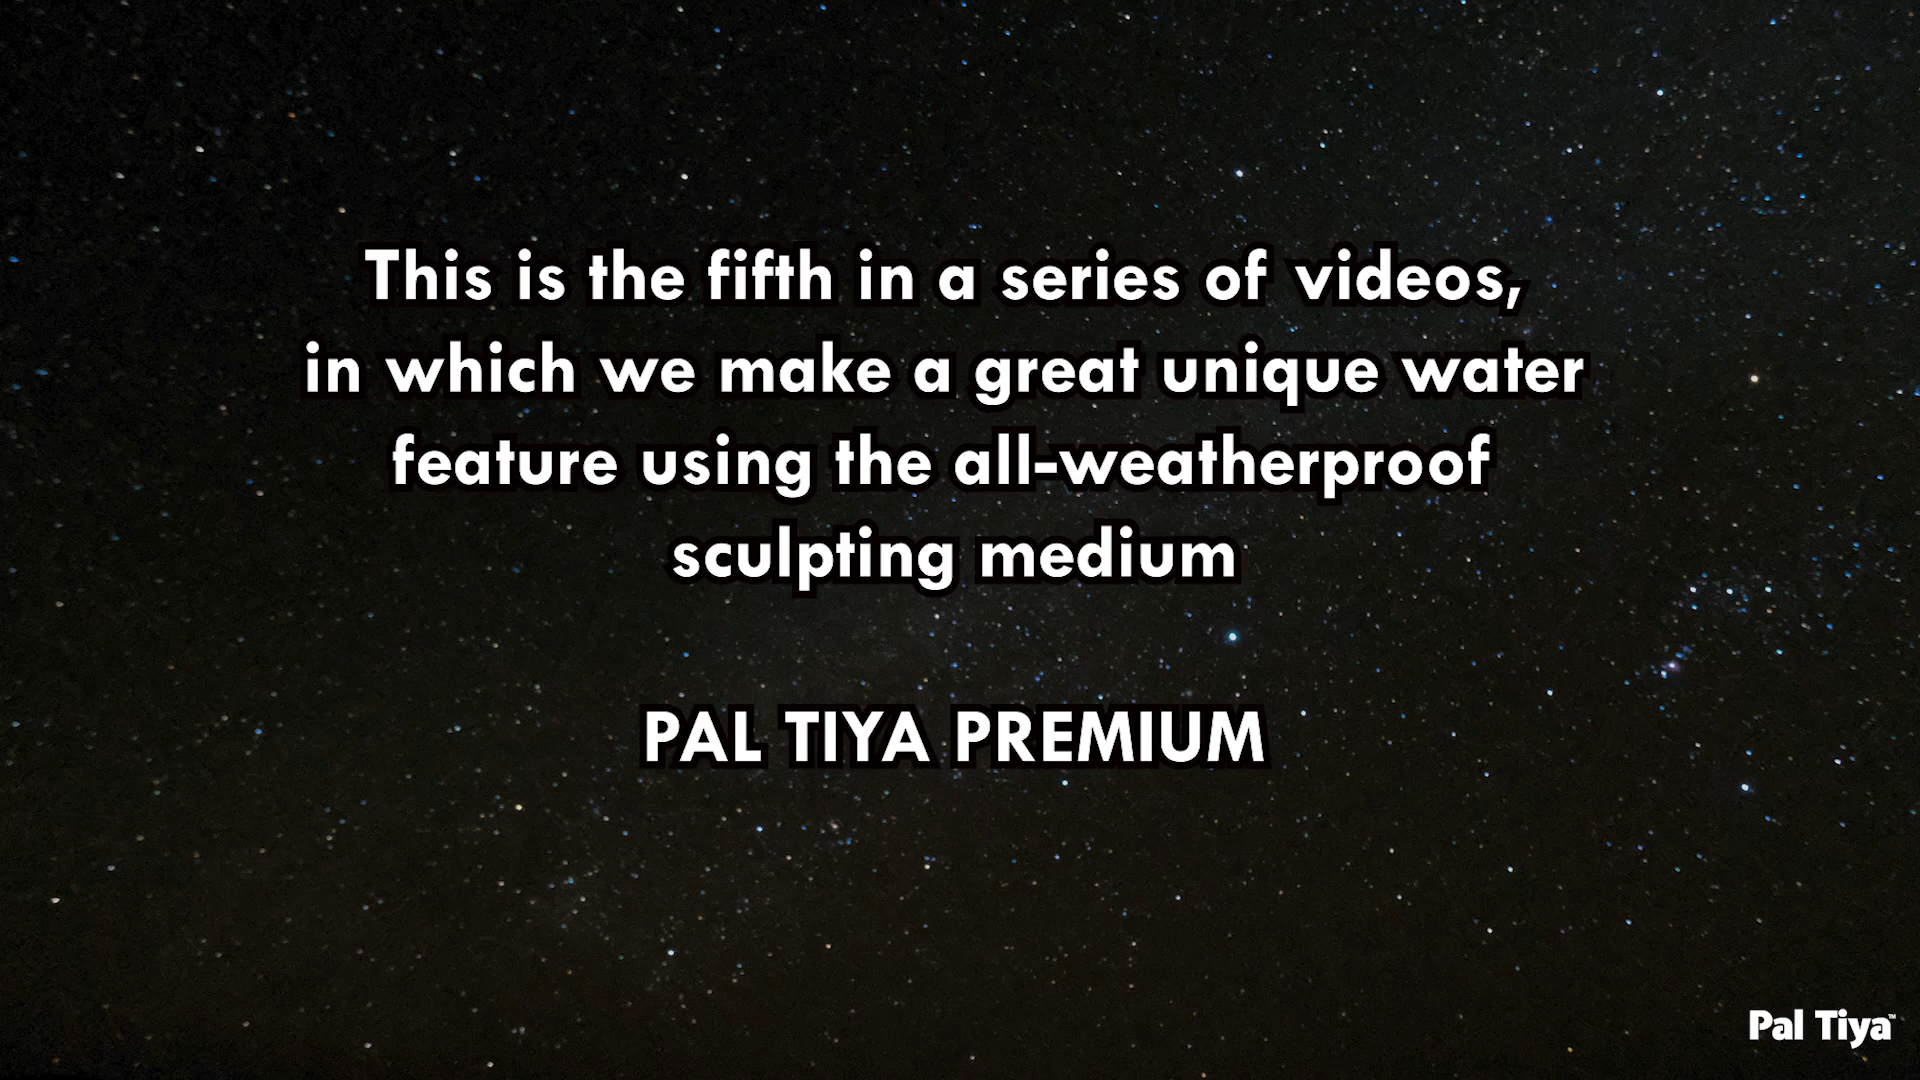 This is the fifth in a series of videos,
in which we make a great unique water
feature using the all-weatherproof
sculpting medium
PAL TIYA PREMIUM
Pal Tiya™